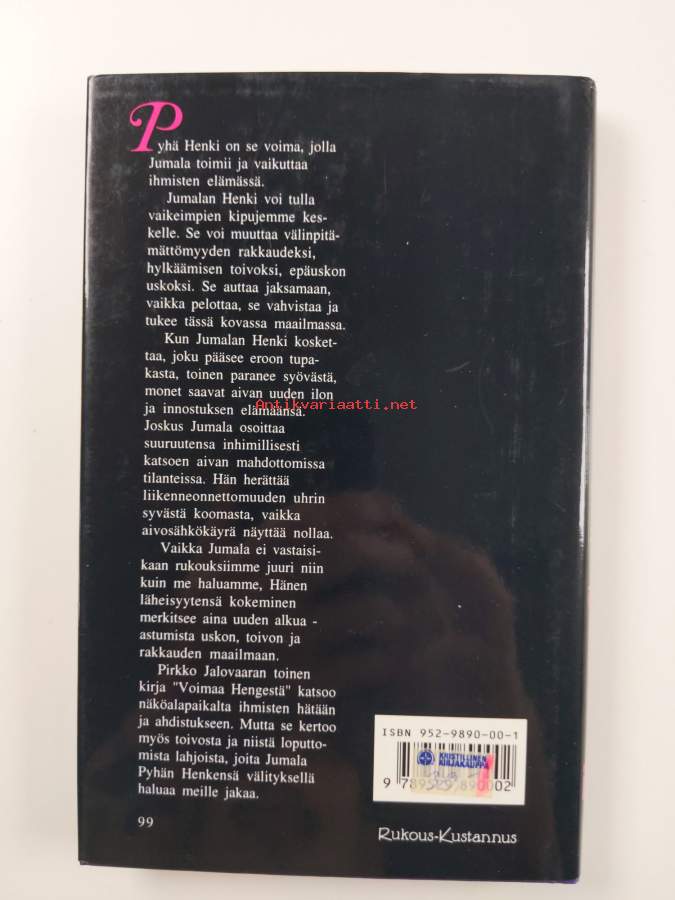 Pyhä Henki on se voima, jolla
Jumala toimii ja vaikuttaa
ihmisten elämässä.
Jumalan Henki voi tulla
vaikeimpien kipujemme kes-
kelle. Se voi muuttaa välinpitä-
mättömyyden rakkaudeksi,
hylkäämisen toivoksi, epäuskon
uskoksi. Se auttaa jaksamaan,
vaikka pelottaa, se vahvistaa ja
tukee tässä kovassa maailmassa.
Kun Jumalan Henki kosket-
taa, joku pääsee eroon tupa-
kasta, toinen paranee syövästä,
monet saavat aivan uuden ilon
ja innostuksen elämäänsä.
Antikvariaatti.net
Joskus Jumala osoittaa
suuruutensa inhimillisesti
katsoen aivan mahdottomissa
tilanteissa. Hän herättää
liikenneonnettomuuden uhrin
syvästä koomasta, vaikka
aivosähkökäyrä näyttää nollaa.
Vaikka Jumala ei vastaisi-
kaan rukouksiimme juuri niin
kuin me haluamme, Hänen
läheisyytensä kokeminen
merkitsee aina uuden alkua -
astumista uskon, toivon ja
rakkauden maailmaan.
Pirkko Jalovaaran toinen
kirja "Voimaa Hengestä" katsoo
näköalapaikalta ihmisten hätään
ja ahdistukseen. Mutta se kertoo
myös toivosta ja niistä loputto-
mista lahjoista, joita Jumala
Pyhän Henkensä välityksellä
haluaa meille jakaa.
99
ISBN 952-9890-00-1
KRISTILLINEN
KIRJAKAUPPA
9 789529 890002
Rukous-Kustannus